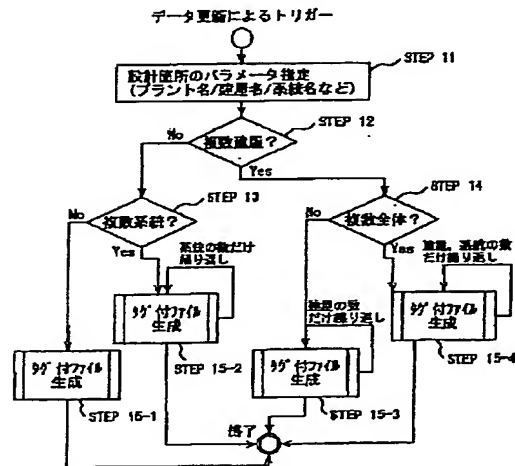 データ更新によるトリガー
STEP 11
設計箇所のパラメータ指定
(プラント名/建屋名/系統名など)
STEP 12
複数建屋?
No
Yes
STEP 13
STEP 14
複数系統?
複数全体?
No
Yes
No
Yes
系統の数だけ
繰り返し
建屋、系統の数
だけ繰り返し
タグ付ファイル
生成
STEP 15-2
建屋の数
だけ繰り返し
タグ付ファイル
生成
STEP 15-4
タグ付ファイル
生成
STEP 15-1
タグ付ファイル
生成
STEP 15-3
終了